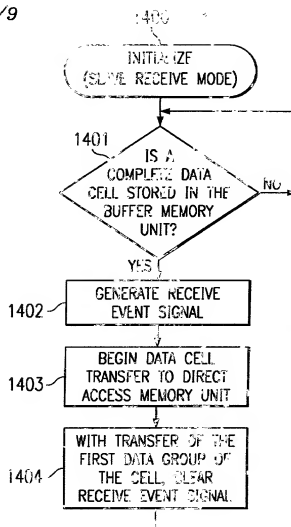 /9
1400
INITIALIZE
(SLAVE RECEIVE MODE)
1401
IS A
COMPLETE DATA
CELL STORED IN THE
BUFFER MEMORY
UNIT?
NO
YES
1402
GENERATE RECEIVE
EVENT SIGNAL
1403
BEGIN DATA CELL
TRANSFER TO DIRECT
ACCESS MEMORY UNIT
1404
WITH TRANSFER OF THE
FIRST DATA GROUP OF
THE CELL, CLEAR
RECEIVE EVENT SIGNAL